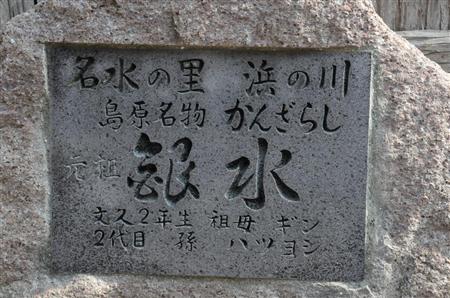 名水の里 浜の川
島原名物 かんざらし
元祖 銀水
文久2年生 祖母 ギン
2代目 孫 ハツヨシ